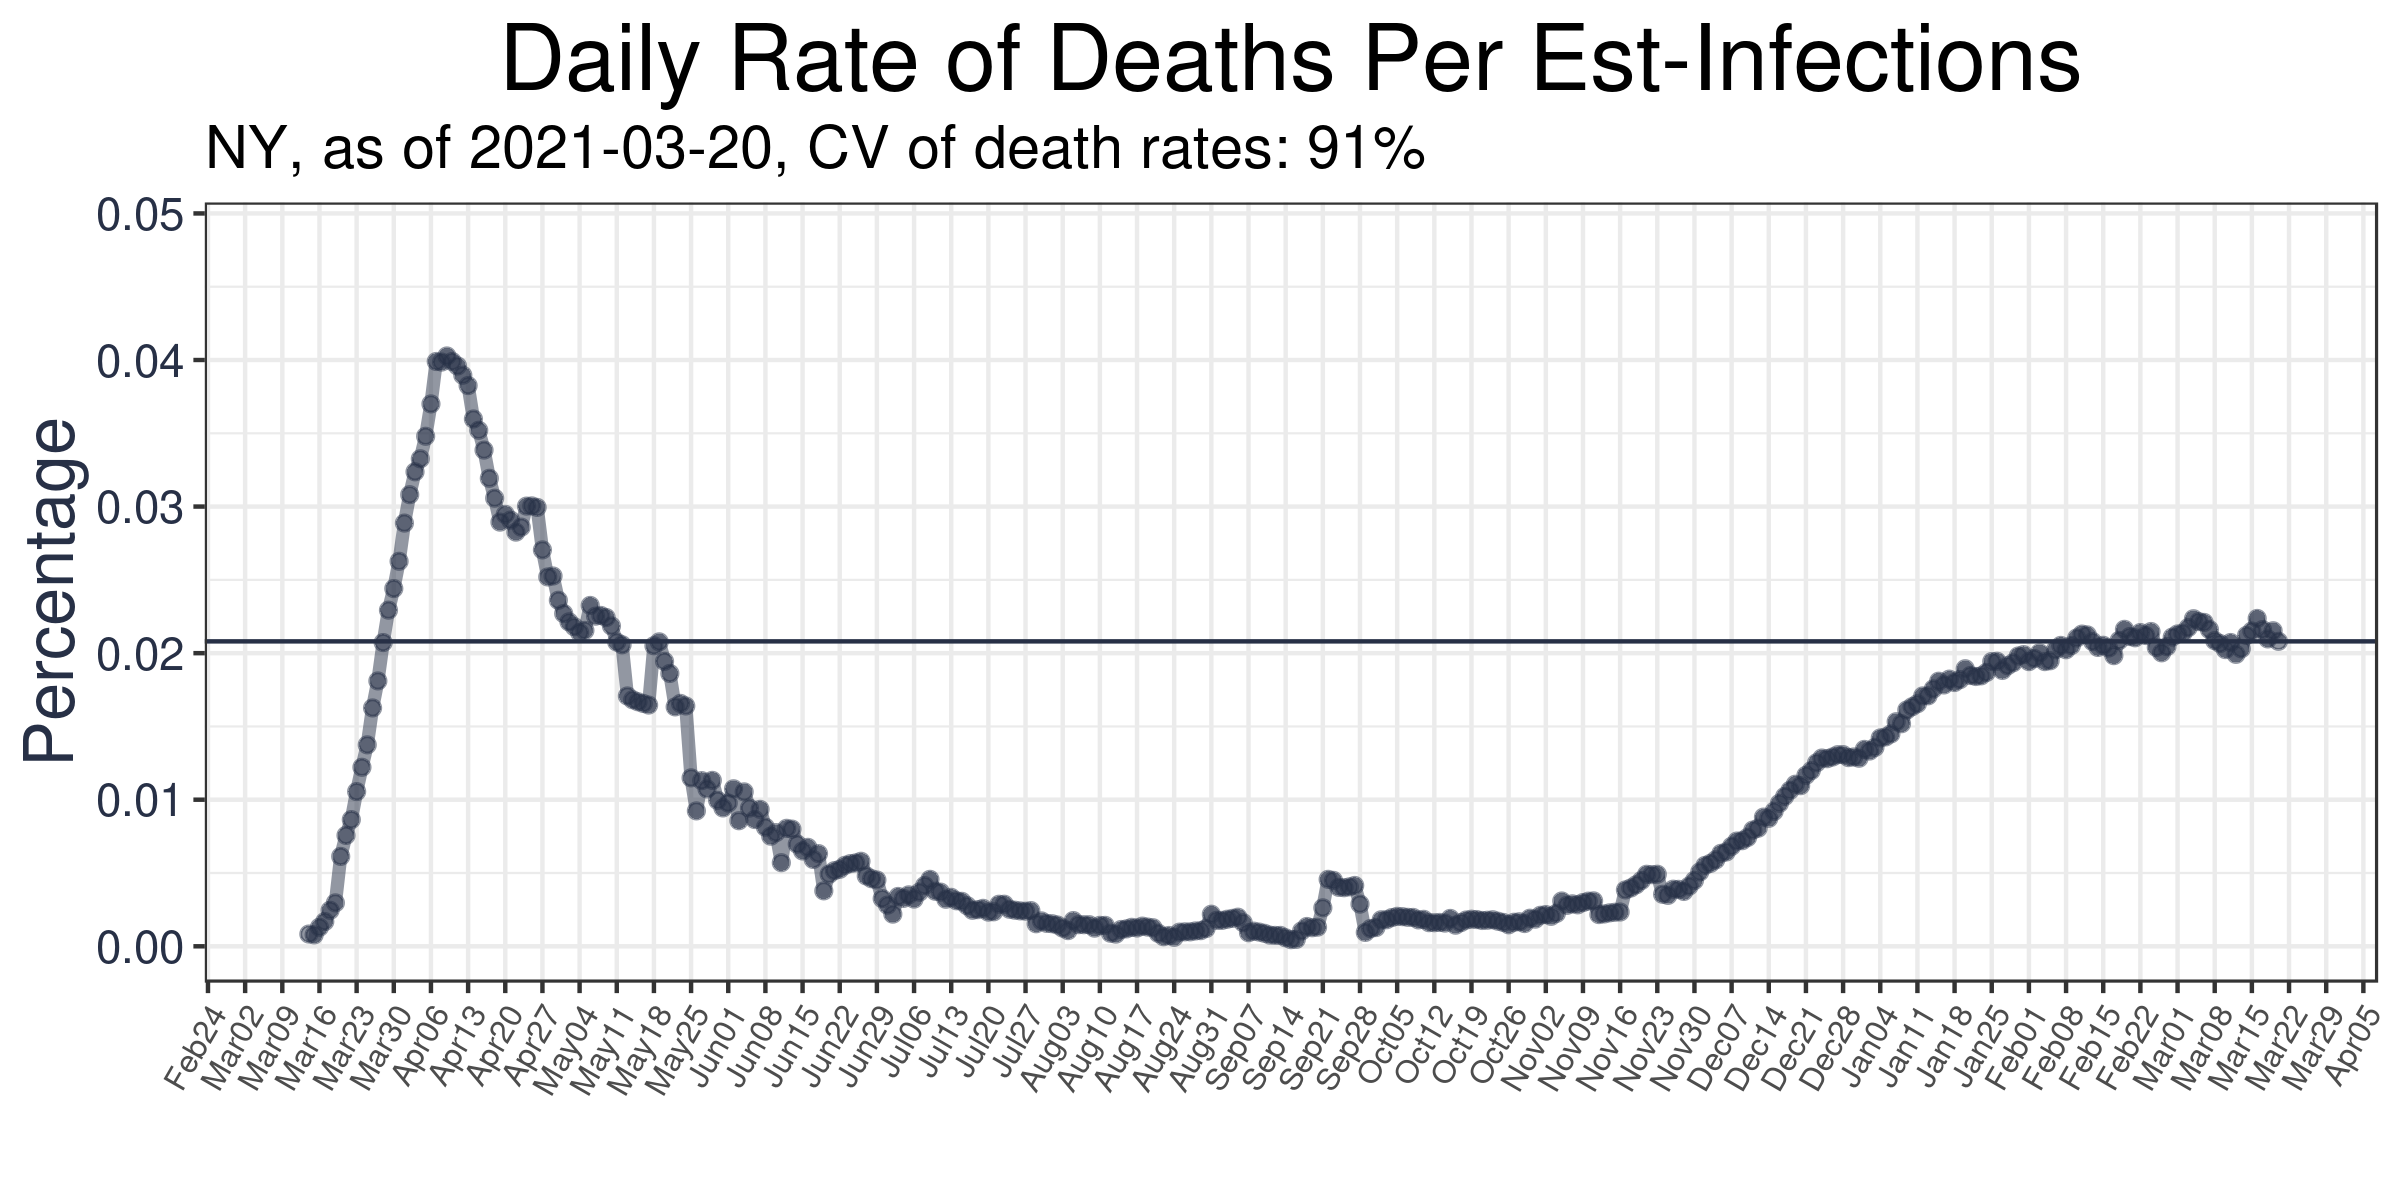 Daily Rate of Deaths Per Est-Infections
NY, as of 2021-03-20, CV of death rates: 91%
Percentage
0.05
0.04
0.03
0.02
0.01
0.00
Feb24
Mar02
Mar09
Mar16
Mar23
Mar30
Apr06
Apr13
Apr20
Apr27
May04
May11
May18
May25
Jun01
Jun08
Jun15
Jun22
Jun29
Jul06
Jul13
Jul20
Jul27
Aug03
Aug10
Aug17
Aug24
Aug31
Sep07
Sep14
Sep21
Sep28
Oct05
Oct12
Oct19
Oct26
Nov02
Nov09
Nov16
Nov23
Nov30
Dec07
Dec14
Dec21
Dec28
Jan04
Jan11
Jan18
Jan25
Feb01
Feb08
Feb15
Feb22
Mar01
Mar08
Mar15
Mar22
Mar29
Apr05